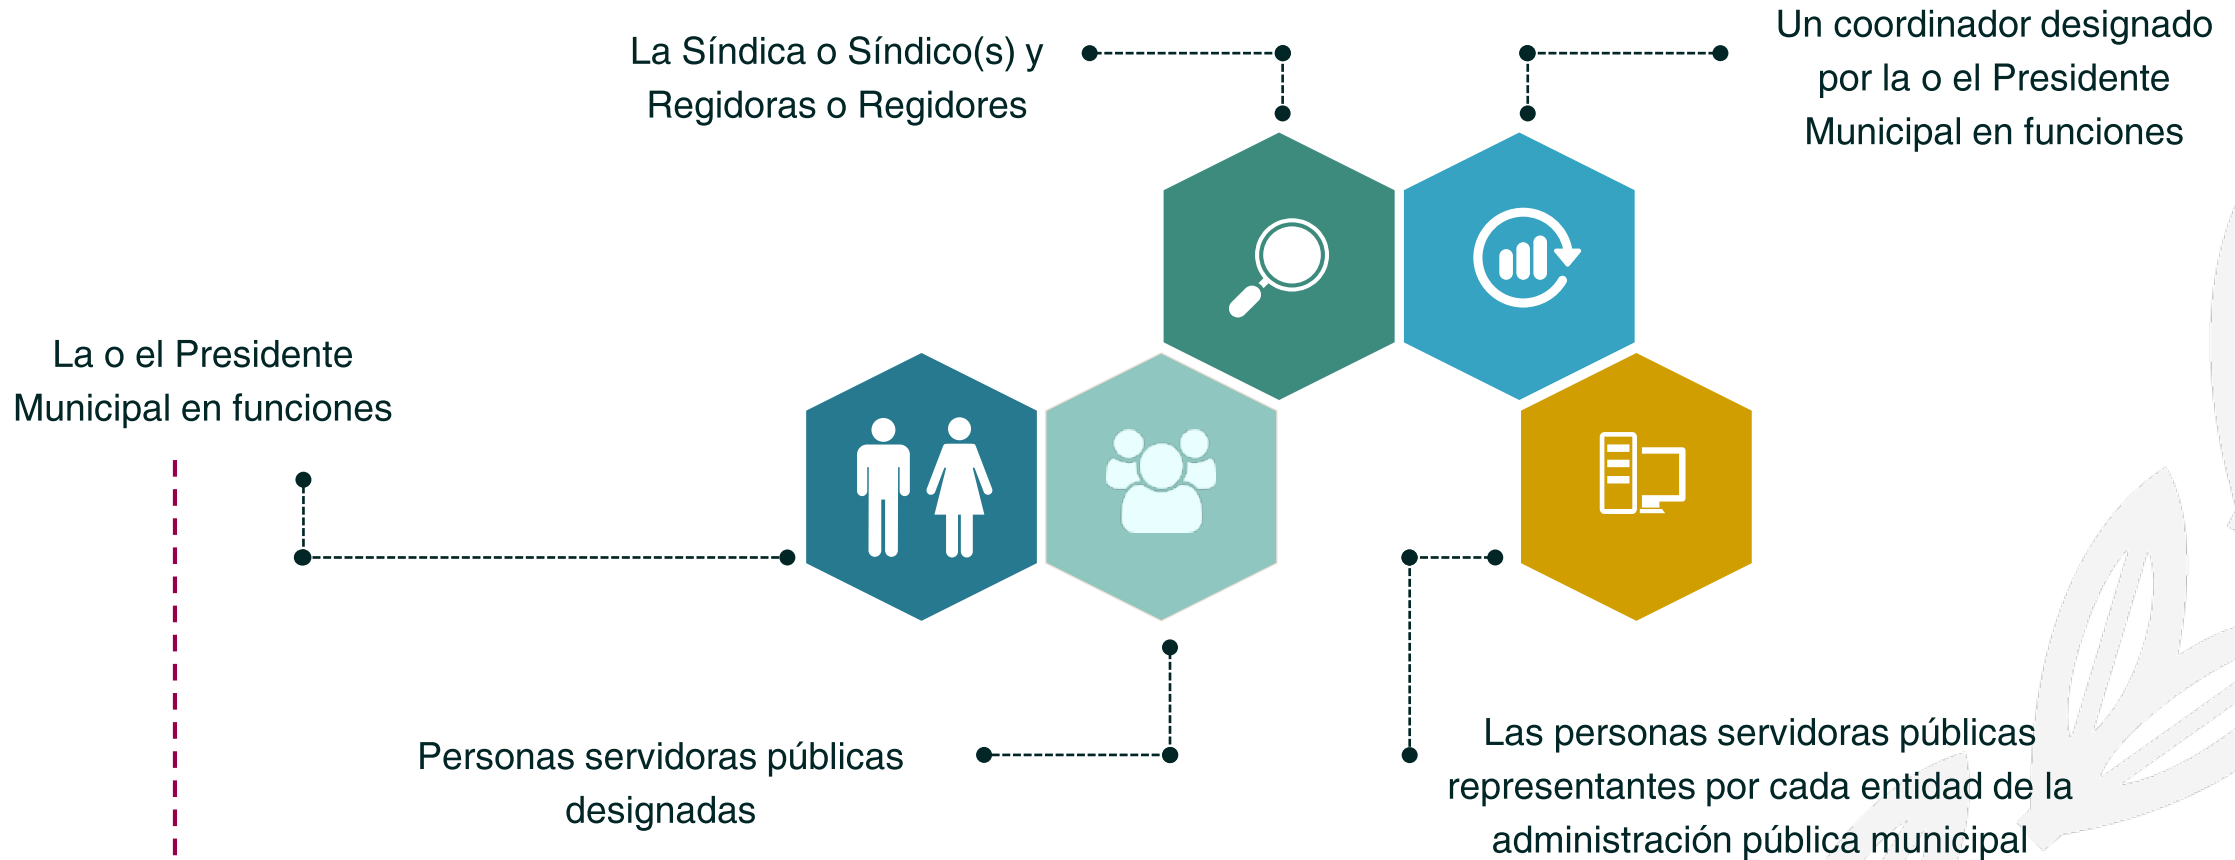 La Síndica o Síndico(s) y
Regidoras o Regidores
Un coordinador designado
por la o el Presidente
Municipal en funciones
La o el Presidente
Municipal en funciones
Personas servidoras públicas
designadas
Las personas servidoras públicas
representantes por cada entidad de la
administración pública municipal